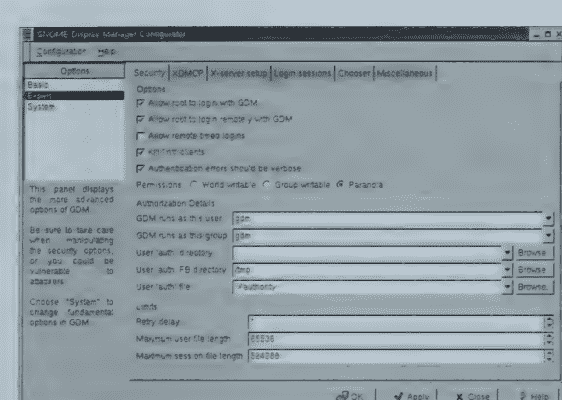 GNOME Display Manager Configurator
Configuration Help
Options
Basic
Expert
System
This panel displays
the more advanced
options of GDM.
Be sure to take care
when manipulating
the security options,
or you could be
vulnerable to
attackers.
Choose "System" to
change fundamental
options in GDM.
Security XDMCP X-server setup Login sessions Chooser Miscellaneous
Options
Allow root to login with GDM
Allow root to login remotely with GDM
Allow remote timed logins
Kill 'init' clients
Authentication errors should be verbose
Permissions: World writable Group writable Paranoia
Authorization Details
GDM runs as this user: gdm
GDM runs as this group: gdm
User 'auth' directory: Browse...
User 'auth' FB directory: /tmp Browse...
User 'auth' file: .Xauthority Browse...
Limits
Retry delay:
Maximum user file length: 65536
Maximum session file length:
OK Apply Close Help